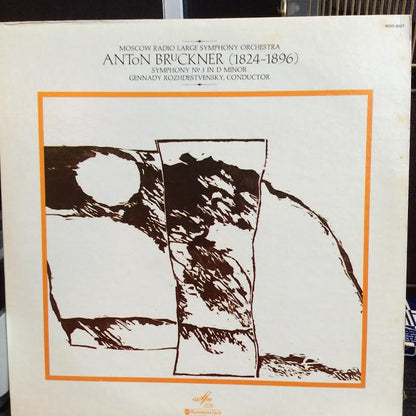 MOSCOW RADIO LARGE SYMPHONY ORCHESTRA
ANTON BRUCKNER (1824-1896)
SYMPHONY Nº 3 IN D MINOR
GENNADY ROZHDESTVENSKY, CONDUCTOR